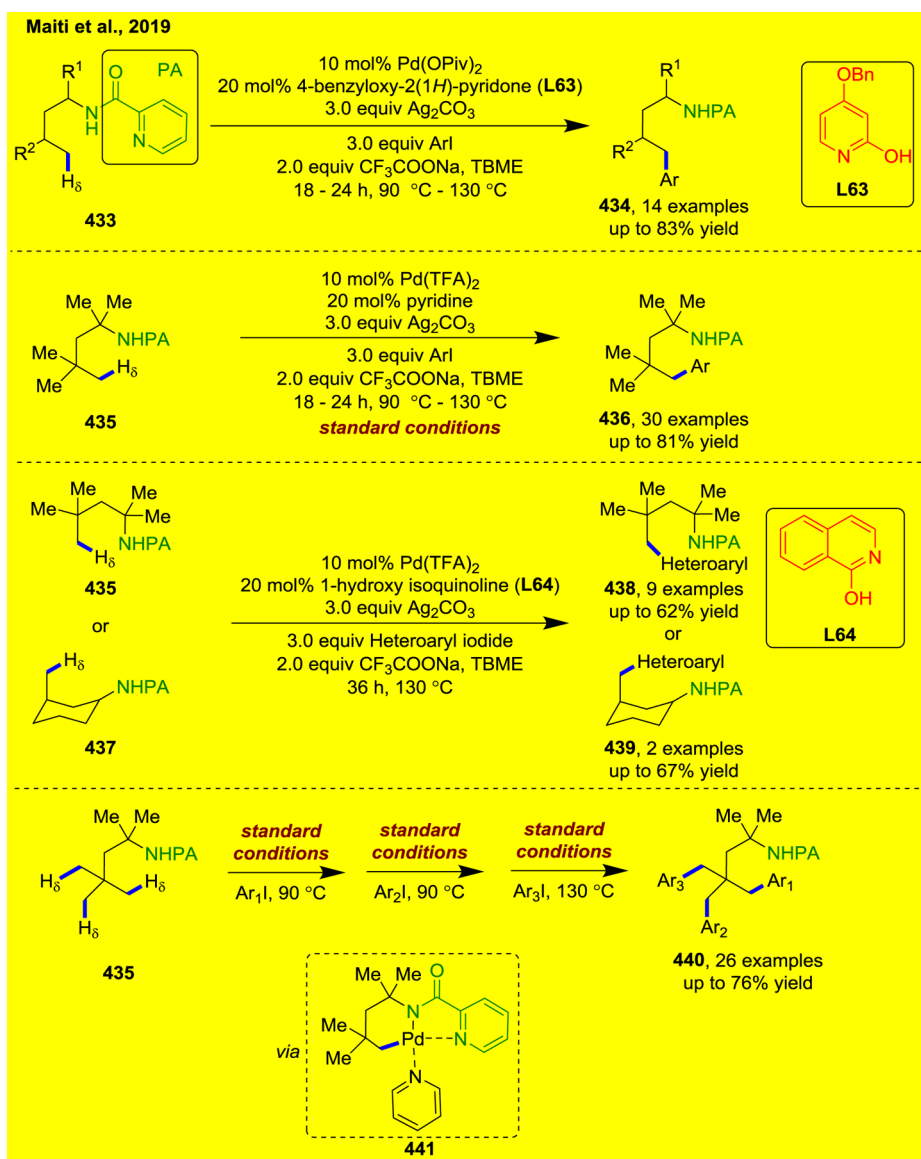 Maiti et al., 2019
R1
O
PA
N
H
N
R2
Hδ
433
10 mol% Pd(OPiv)2
20 mol% 4-benzyloxy-2(1H)-pyridone (L63)
3.0 equiv Ag2CO3
3.0 equiv ArI
2.0 equiv CF3COONa, TBME
18 - 24 h, 90 °C - 130 °C
R1
NHPA
R2
Ar
434, 14 examples
up to 83% yield
OBn
N
OH
L63
Me
Me
NHPA
Me
Me
Hδ
435
10 mol% Pd(TFA)2
20 mol% pyridine
3.0 equiv Ag2CO3
3.0 equiv ArI
2.0 equiv CF3COONa, TBME
18 - 24 h, 90 °C - 130 °C
standard conditions
Me
Me
NHPA
Me
Me
Ar
436, 30 examples
up to 81% yield
Me
Me
Me
Me
NHPA
Hδ
435
or
Hδ
NHPA
437
10 mol% Pd(TFA)2
20 mol% 1-hydroxy isoquinoline (L64)
3.0 equiv Ag2CO3
3.0 equiv Heteroaryl iodide
2.0 equiv CF3COONa, TBME
36 h, 130 °C
Me
Me
Me
Me
NHPA
Heteroaryl
438, 9 examples
up to 62% yield
or
Heteroaryl
NHPA
439, 2 examples
up to 67% yield
N
OH
L64
Me
Me
NHPA
Hδ
Hδ
Hδ
435
standard
conditions
Ar1I, 90 °C
standard
conditions
Ar2I, 90 °C
standard
conditions
Ar3I, 130 °C
Me
Me
NHPA
Ar3
Ar1
Ar2
440, 26 examples
up to 76% yield
via
Me
Me
O
N
Me
Me
Pd
N
N
441